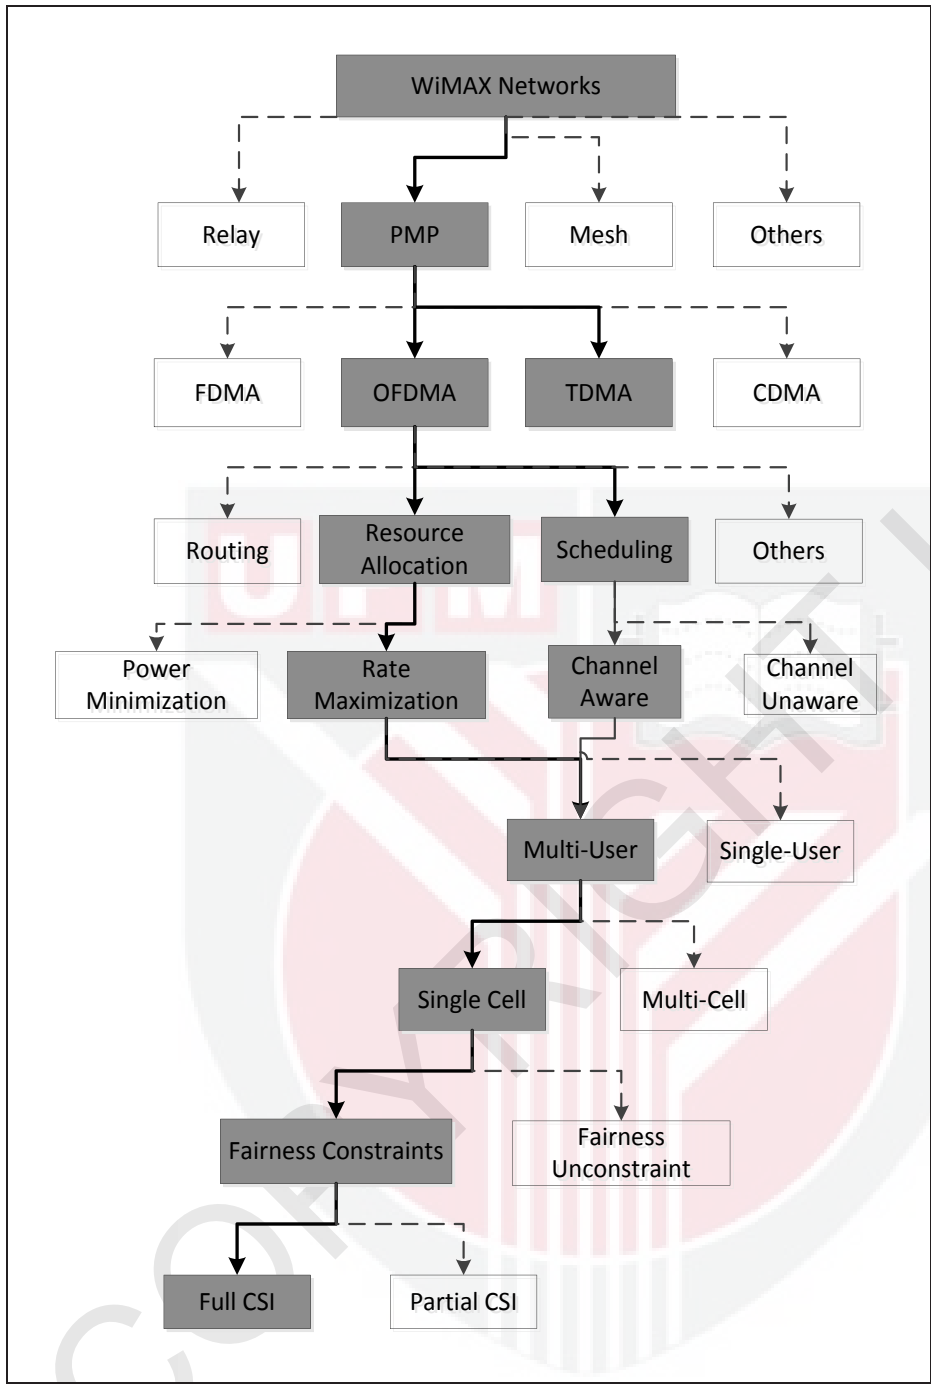 WiMAX Networks
Relay
PMP
Mesh
Others
FDMA
OFDMA
TDMA
CDMA
Routing
Resource
Allocation
Scheduling
Others
UPM
Power
Minimization
Rate
Maximization
Channel
Aware
Channel
Unaware
Multi-User
Single-User
Single Cell
Multi-Cell
Fairness Constraints
Fairness
Unconstraint
Full CSI
Partial CSI
COPYRIGHT U